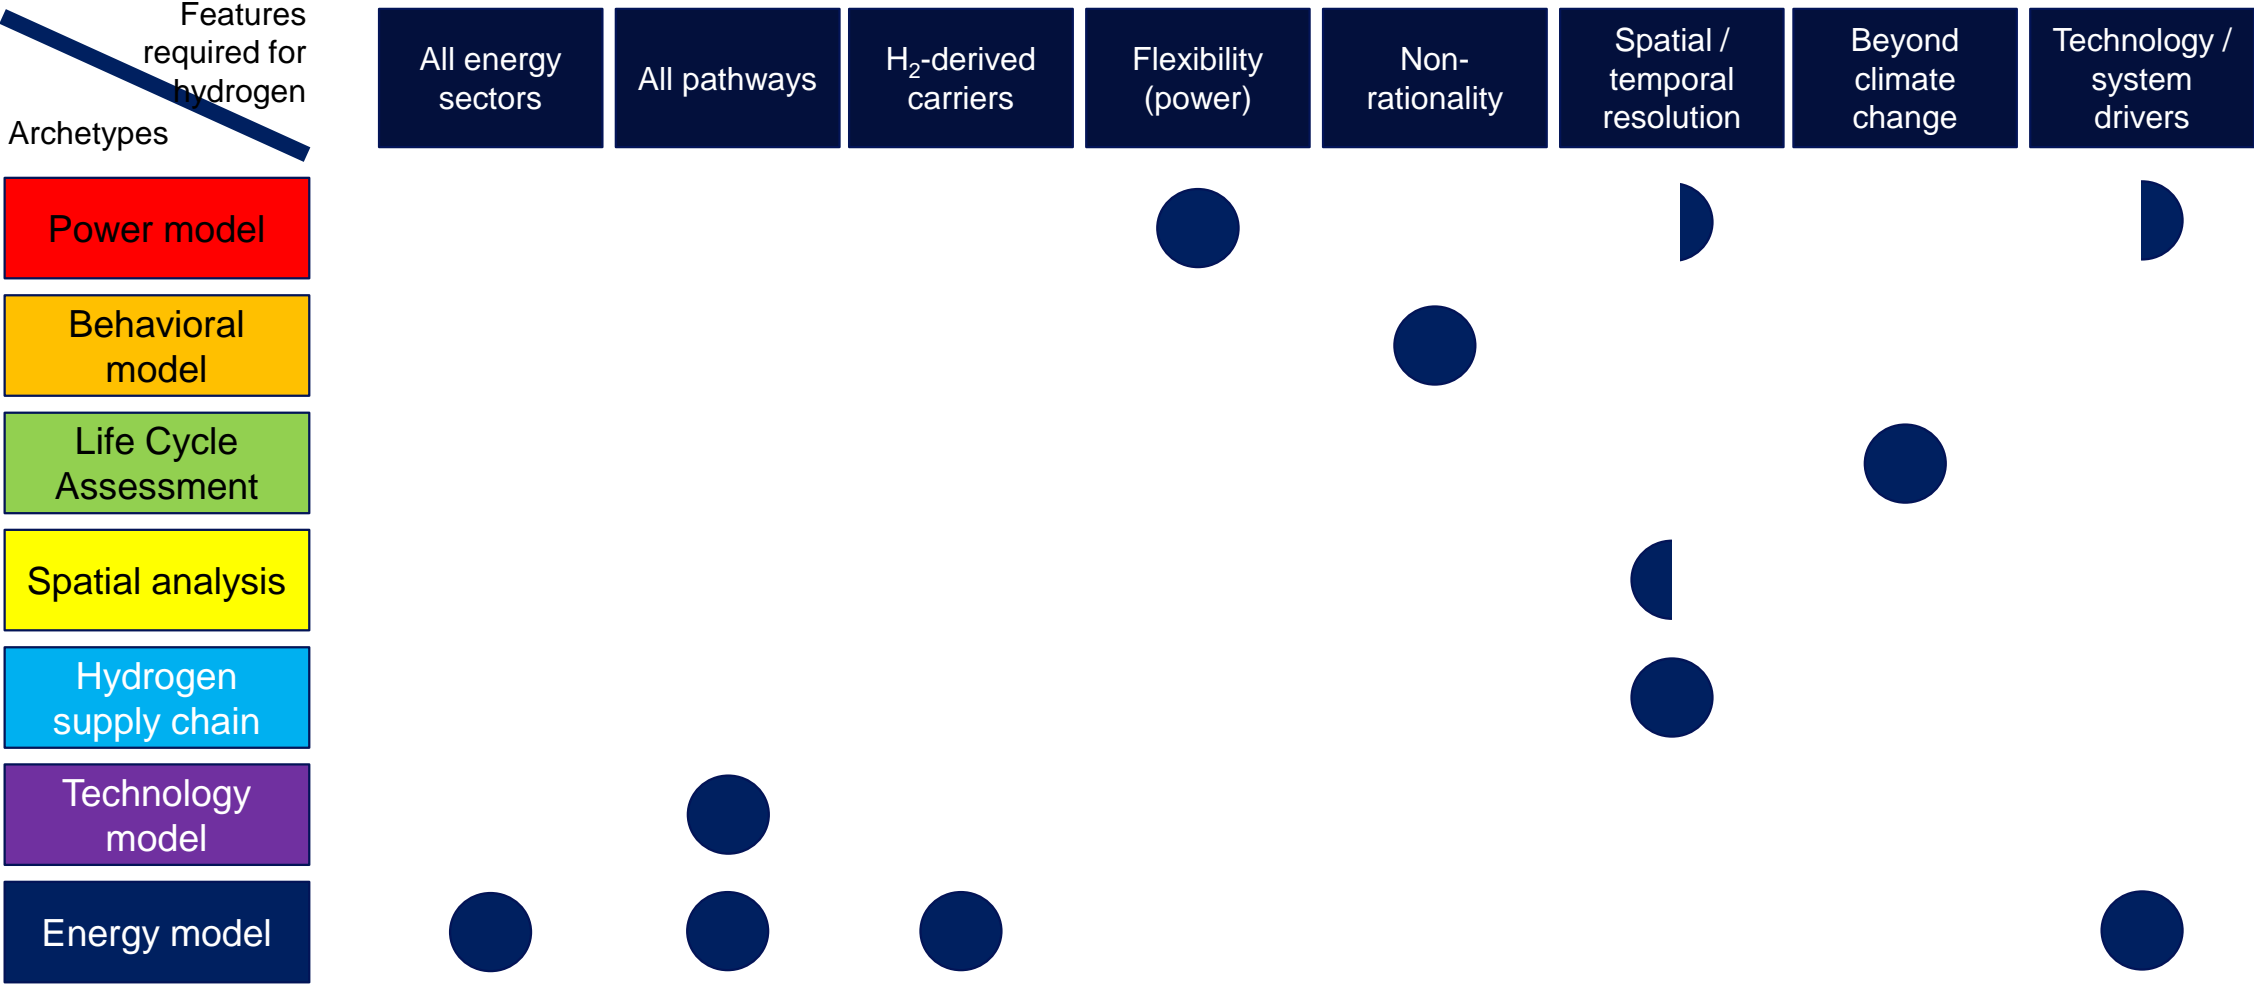 Features
required for
hydrogen
Archetypes
All energy
sectors
All pathways
H₂-derived
carriers
Flexibility
(power)
Non-
rationality
Spatial /
temporal
resolution
Beyond
climate
change
Technology /
system
drivers
Power model
Behavioral
model
Life Cycle
Assessment
Spatial analysis
Hydrogen
supply chain
Technology
model
Energy model